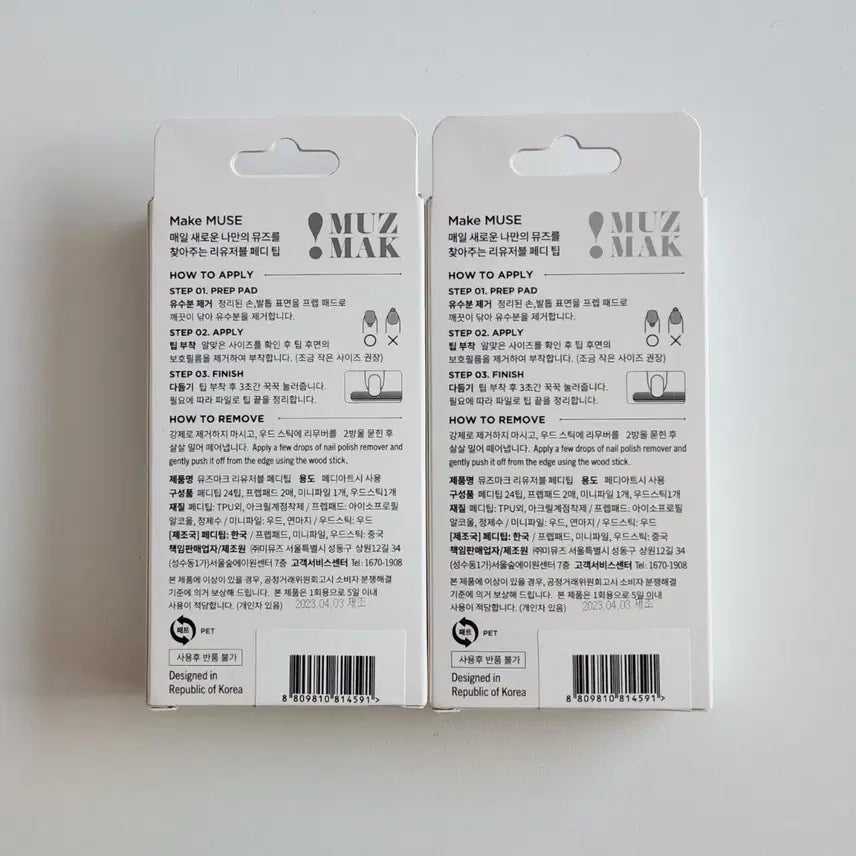 Make MUSE
매일 새로운 나만의 뮤즈를
찾아주는 리유저블 페디 팁
MUZ
MAK
HOW TO APPLY
STEP 01. PREP PAD
유수분 제거 정리된 손,발톱 표면을 프렙 패드로
깨끗이 닦아 유수분을 제거합니다.
STEP 02. APPLY
팁 부착 알맞은 사이즈를 확인 후 팁 후면의
보호필름을 제거하여 부착합니다. (조금 작은 사이즈 권장)
STEP 03. FINISH
다듬기 팁 부착 후 3초간 꾹꾹 눌러줍니다.
필요에 따라 파일로 팁 끝을 정리합니다.
HOW TO REMOVE
강제로 제거하지 마시고, 우드 스틱에 리무버를 2방울 묻힌 후
살살 밀어 떼어냅니다. Apply a few drops of nail polish remover and
gently push it off from the edge using the wood stick.
제품명 뮤즈마크 리유저블 페디팁 용도 페디아트시 사용
구성품 페디팁 24팁, 프렙패드 2매, 미니파일 1개, 우드스틱1개
재질 페디팁: TPU외, 아크릴계점착제 / 프렙패드: 아이소프로필
알코올, 정제수 / 미니파일: 우드, 연마지 / 우드스틱: 우드
[제조국] 페디팁: 한국 / 프렙패드, 미니파일, 우드스틱: 중국
책임판매업자/제조원 ㈜미뮤즈 서울특별시 성동구 상원12길 34
(성수동1가)서울숲에이원센터 7층 고객서비스센터 Tel: 1670-1908
본 제품에 이상이 있을 경우, 공정거래위원회고시 소비자 분쟁해결
기준에 의거 보상해 드립니다. 본 제품은 1회용으로 5일 이내
사용이 적당합니다. (개인차 있음) 2023.04.03 제조
페트 PET
사용후 반품 불가
Designed in
Republic of Korea
8 809810 814591 >
Make MUSE
매일 새로운 나만의 뮤즈를
찾아주는 리유저블 페디 팁
MUZ
MAK
HOW TO APPLY
STEP 01. PREP PAD
유수분 제거 정리된 손,발톱 표면을 프렙 패드로
깨끗이 닦아 유수분을 제거합니다.
STEP 02. APPLY
팁 부착 알맞은 사이즈를 확인 후 팁 후면의
보호필름을 제거하여 부착합니다. (조금 작은 사이즈 권장)
STEP 03. FINISH
다듬기 팁 부착 후 3초간 꾹꾹 눌러줍니다.
필요에 따라 파일로 팁 끝을 정리합니다.
HOW TO REMOVE
강제로 제거하지 마시고, 우드 스틱에 리무버를 2방울 묻힌 후
살살 밀어 떼어냅니다. Apply a few drops of nail polish remover and
gently push it off from the edge using the wood stick.
제품명 뮤즈마크 리유저블 페디팁 용도 페디아트시 사용
구성품 페디팁 24팁, 프렙패드 2매, 미니파일 1개, 우드스틱1개
재질 페디팁: TPU외, 아크릴계점착제 / 프렙패드: 아이소프로필
알코올, 정제수 / 미니파일: 우드, 연마지 / 우드스틱: 우드
[제조국] 페디팁: 한국 / 프렙패드, 미니파일, 우드스틱: 중국
책임판매업자/제조원 ㈜미뮤즈 서울특별시 성동구 상원12길 34
(성수동1가)서울숲에이원센터 7층 고객서비스센터 Tel: 1670-1908
본 제품에 이상이 있을 경우, 공정거래위원회고시 소비자 분쟁해결
기준에 의거 보상해 드립니다. 본 제품은 1회용으로 5일 이내
사용이 적당합니다. (개인차 있음) 2023.04.03 제조
페트 PET
사용후 반품 불가
Designed in
Republic of Korea
8 809810 814591 >